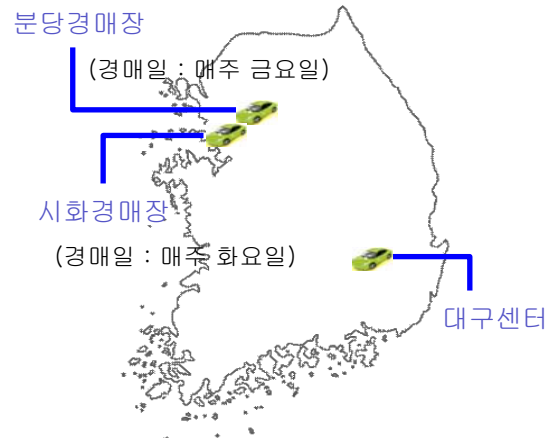 분당경매장
(경매일 : 매주 금요일)
시화경매장
(경매일 : 매주 화요일)
대구센터